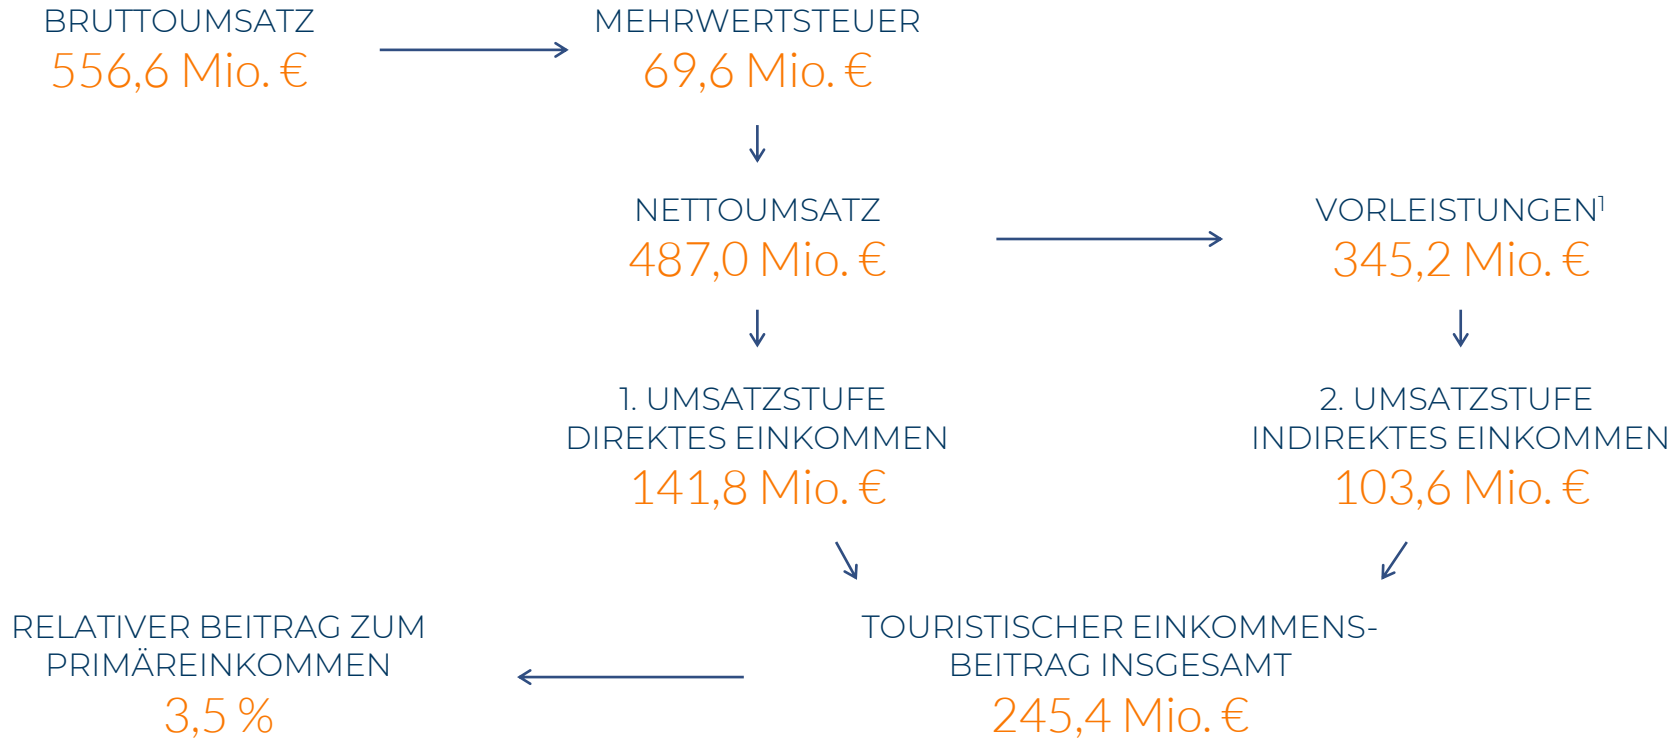 BRUTTOUMSATZ
556,6 Mio. €
MEHRWERTSTEUER
69,6 Mio. €
NETTOUMSATZ
487,0 Mio. €
VORLEISTUNGEN¹
345,2 Mio. €
1. UMSATZSTUFE
DIREKTES EINKOMMEN
141,8 Mio. €
2. UMSATZSTUFE
INDIREKTES EINKOMMEN
103,6 Mio. €
RELATIVER BEITRAG ZUM
PRIMÄREINKOMMEN
3,5 %
TOURISTISCHER EINKOMMENS-
BEITRAG INSGESAMT
245,4 Mio. €